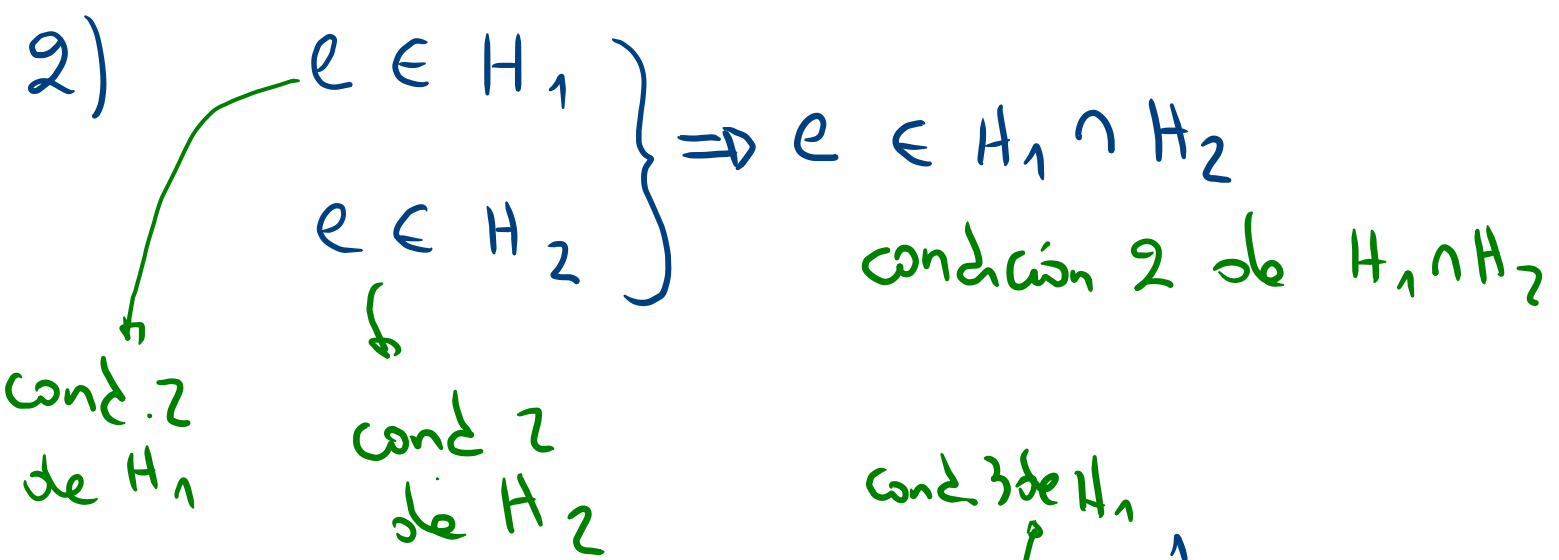 2) e ∈ H₁
e ∈ H₂
} ⇒ e ∈ H₁ ∩ H₂
condición 2 de H₁∩H₂
cond. 2
de H₁
cond 2
de H₂
cond 3 de H₁